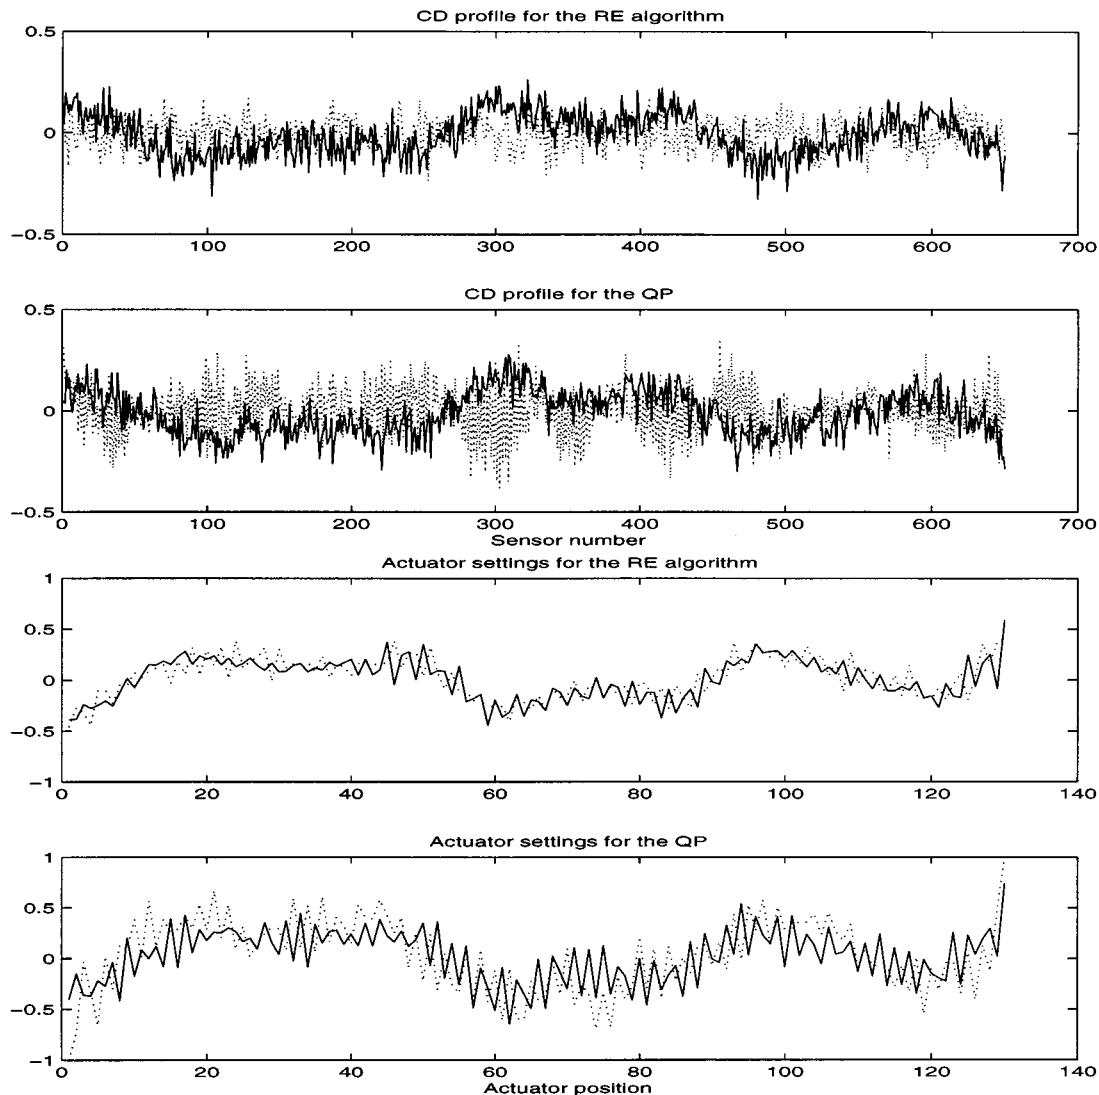 CD profile for the RE algorithm
0.5
0
−0.5
0 100 200 300 400 500 600 700
CD profile for the QP
0.5
0
−0.5
0 100 200 300 400 500 600 700
Sensor number
Actuator settings for the RE algorithm
1
0.5
0
−0.5
−1
0 20 40 60 80 100 120 140
Actuator settings for the QP
1
0.5
0
−0.5
−1
0 20 40 60 80 100 120 140
Actuator position